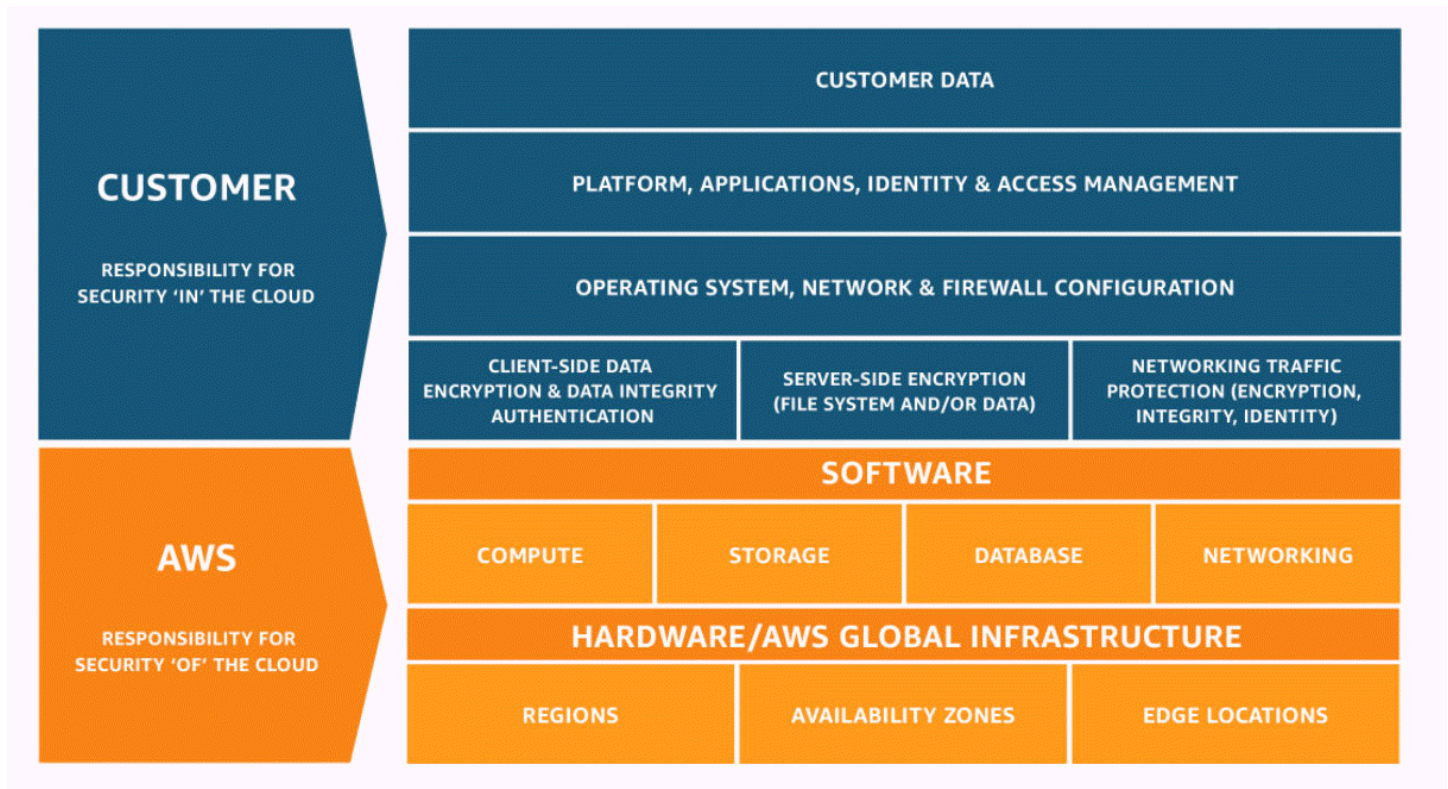 CUSTOMER
RESPONSIBILITY FOR
SECURITY ‘IN’ THE CLOUD
CUSTOMER DATA
PLATFORM, APPLICATIONS, IDENTITY & ACCESS MANAGEMENT
OPERATING SYSTEM, NETWORK & FIREWALL CONFIGURATION
CLIENT-SIDE DATA
ENCRYPTION & DATA INTEGRITY
AUTHENTICATION
SERVER-SIDE ENCRYPTION
(FILE SYSTEM AND/OR DATA)
NETWORKING TRAFFIC
PROTECTION (ENCRYPTION,
INTEGRITY, IDENTITY)
AWS
RESPONSIBILITY FOR
SECURITY ‘OF’ THE CLOUD
SOFTWARE
COMPUTE
STORAGE
DATABASE
NETWORKING
HARDWARE/AWS GLOBAL INFRASTRUCTURE
REGIONS
AVAILABILITY ZONES
EDGE LOCATIONS